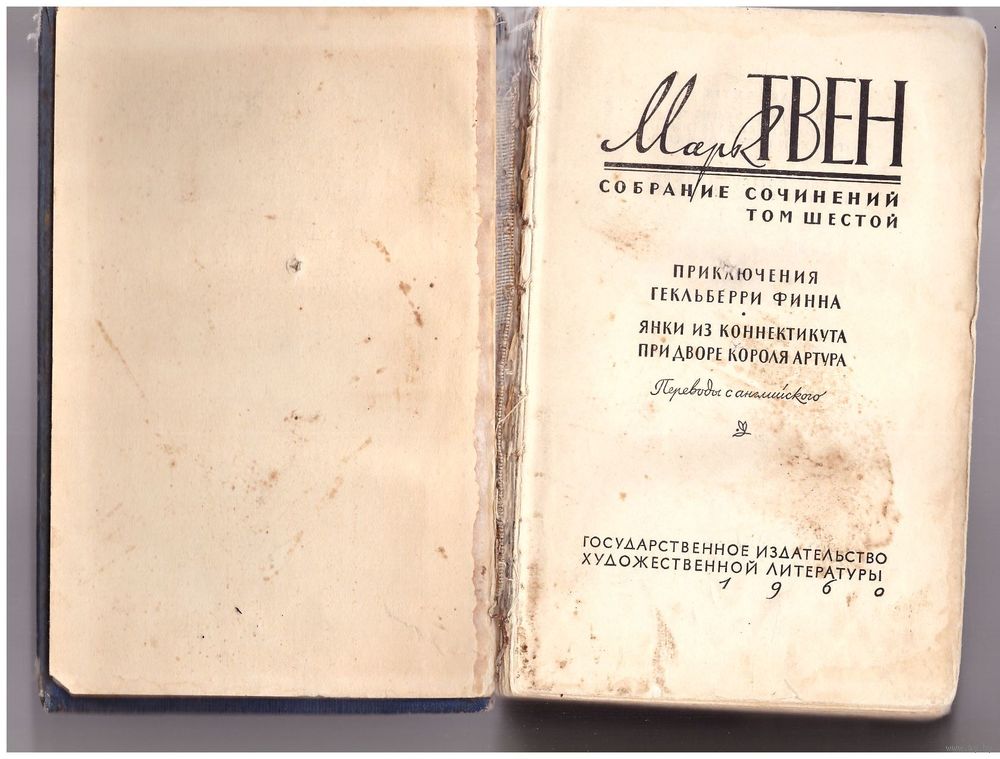 Марк ТВЕН
СОБРАНИЕ СОЧИНЕНИЙ
ТОМ ШЕСТОЙ
ПРИКЛЮЧЕНИЯ
ГЕКЛЬБЕРРИ ФИННА
•
ЯНКИ ИЗ КОННЕКТИКУТА
ПРИ ДВОРЕ КОРОЛЯ АРТУРА
Переводы с английского
ГОСУДАРСТВЕННОЕ ИЗДАТЕЛЬСТВО
ХУДОЖЕСТВЕННОЙ ЛИТЕРАТУРЫ
1960